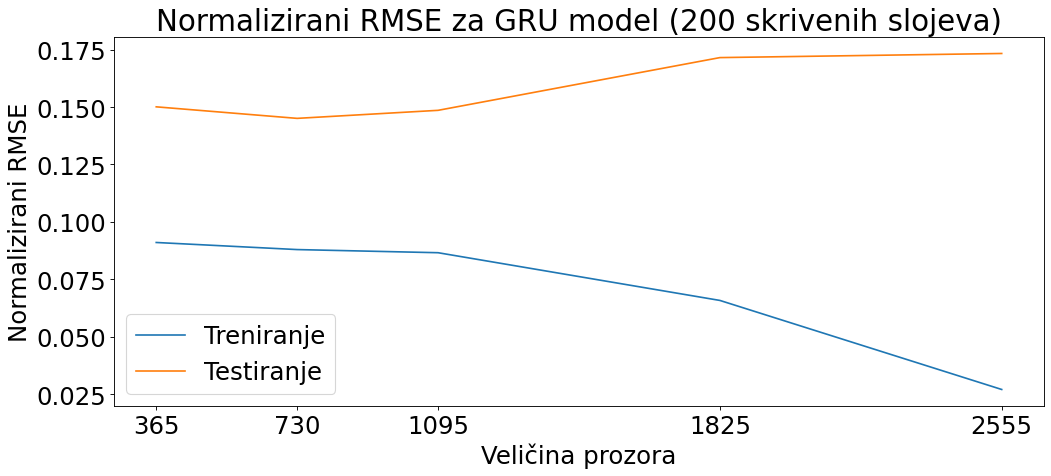 Normalizirani RMSE za GRU model (200 skrivenih slojeva)
Normalizirani RMSE
0.175
0.150
0.125
0.100
0.075
0.050
0.025
Treniranje
Testiranje
365 730 1095 1825 2555
Veličina prozora